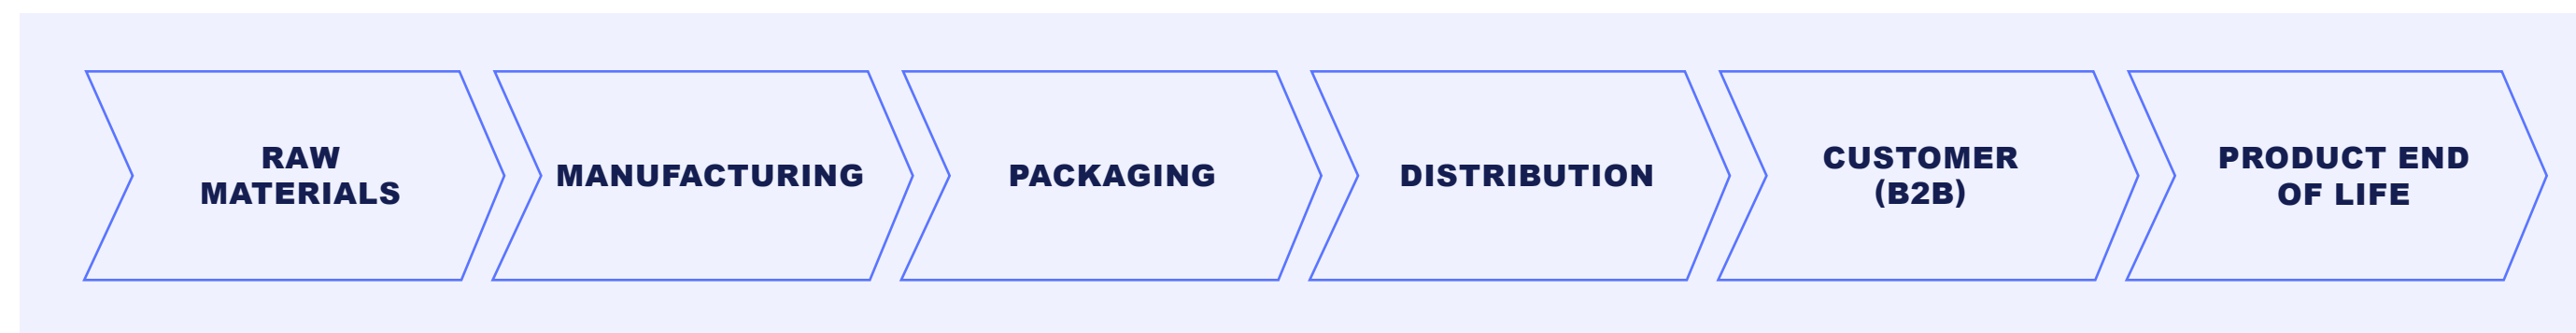 RAW
MATERIALS
MANUFACTURING
PACKAGING
DISTRIBUTION
CUSTOMER
(B2B)
PRODUCT END
OF LIFE